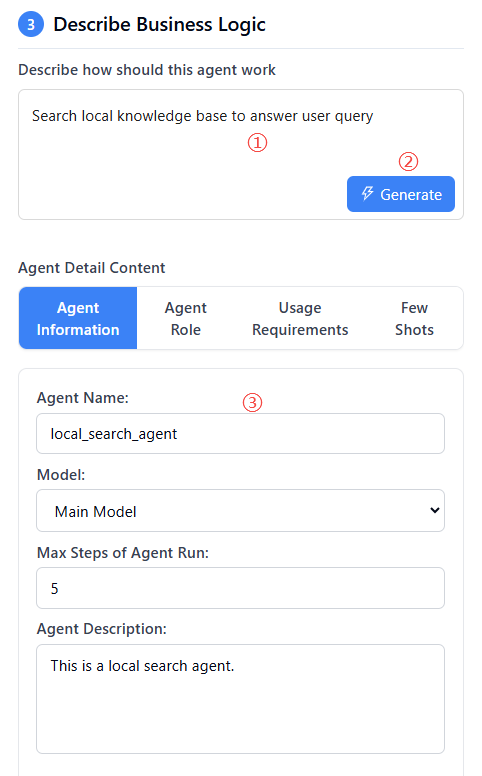 3 Describe Business Logic
Describe how should this agent work
Search local knowledge base to answer user query
①
②
Generate
Agent Detail Content
Agent Information
Agent Role
Usage Requirements
Few Shots
Agent Name:
③
local_search_agent
Model:
Main Model
Max Steps of Agent Run:
5
Agent Description:
This is a local search agent.